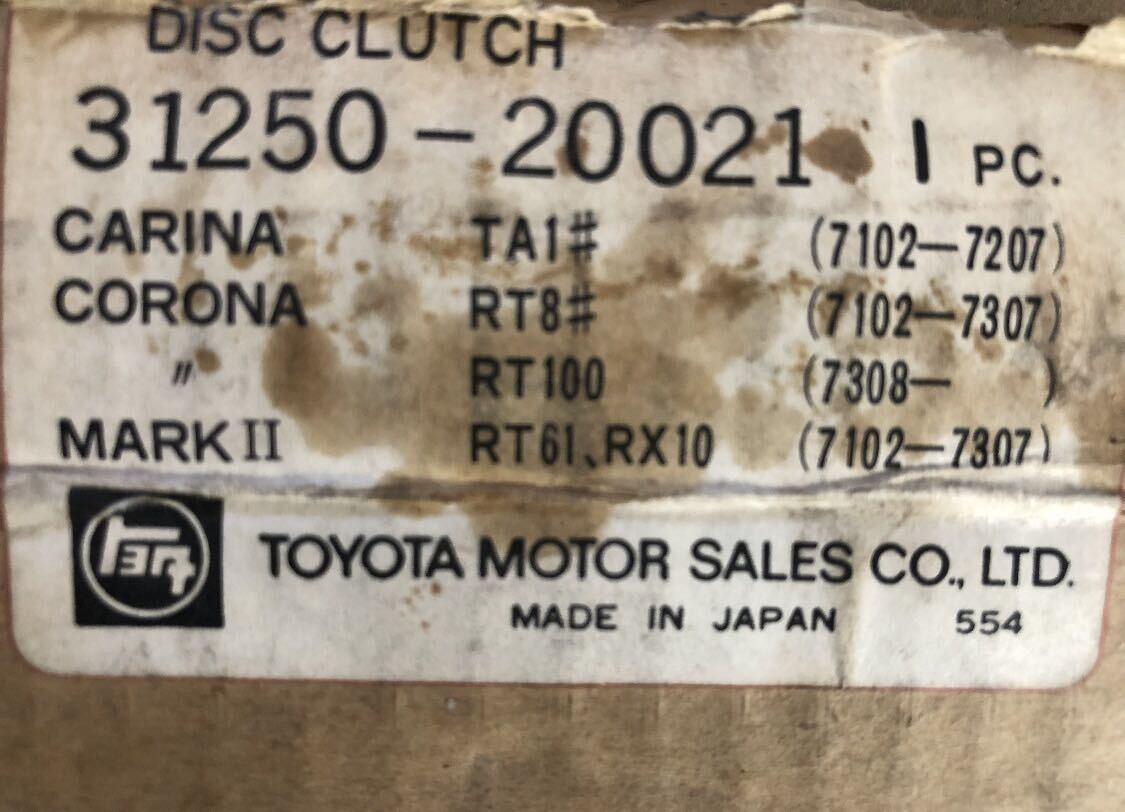 DISC CLUTCH
31250-20021 1 PC.
CARINA TA1# (7102-7207)
CORONA RT8# (7102-7307)
〃 RT100 (7308- )
MARK II RT61、RX10 (7102-7307)
TOYOTA MOTOR SALES CO., LTD.
MADE IN JAPAN 554